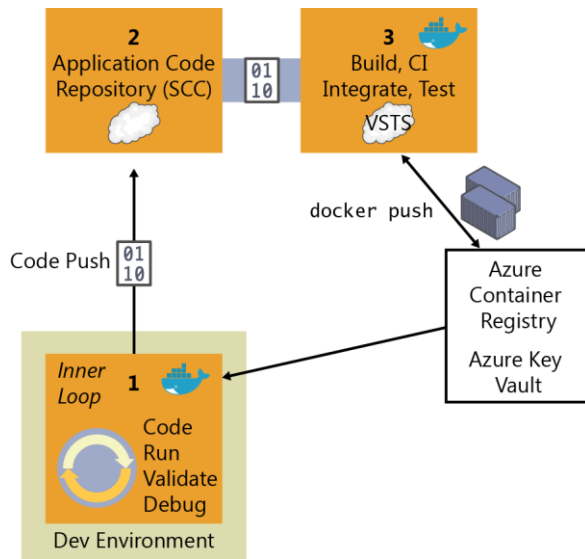 2
Application Code
Repository (SCC)
01
10
3
Build, CI
Integrate, Test
VSTS
docker push
Code Push
01
10
Azure
Container
Registry
Azure Key
Vault
Inner
Loop
1
Code
Run
Validate
Debug
Dev Environment